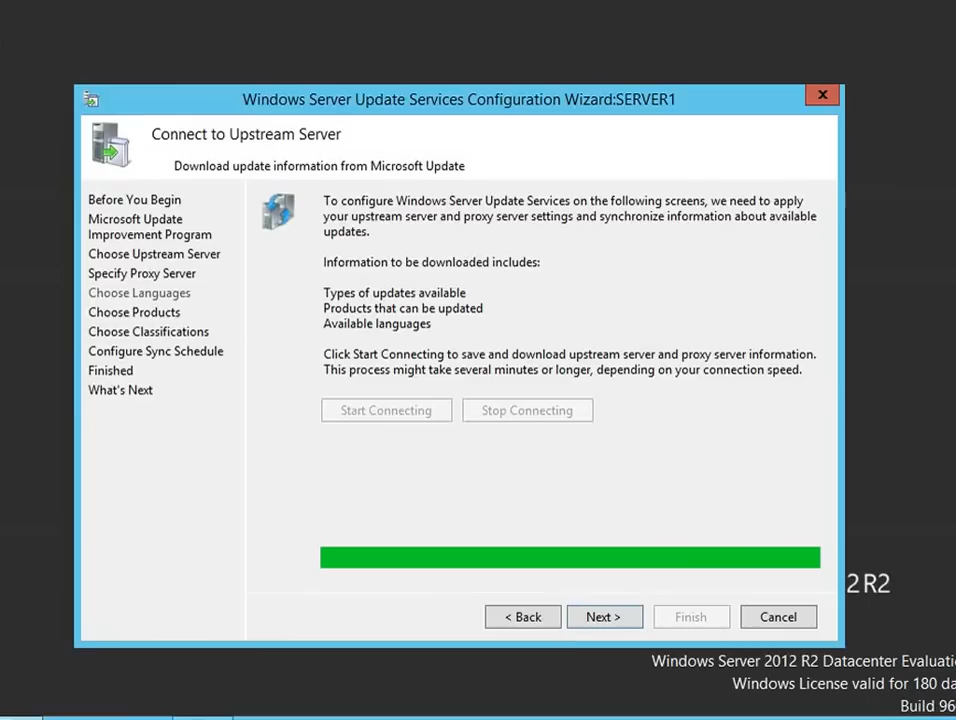 Windows Server Update Services Configuration Wizard:SERVER1
X
Connect to Upstream Server
Download update information from Microsoft Update
Before You Begin
Microsoft Update
Improvement Program
Choose Upstream Server
Specify Proxy Server
Choose Languages
Choose Products
Choose Classifications
Configure Sync Schedule
Finished
What's Next
To configure Windows Server Update Services on the following screens, we need to apply
your upstream server and proxy server settings and synchronize information about available
updates.
Information to be downloaded includes:
Types of updates available
Products that can be updated
Available languages
Click Start Connecting to save and download upstream server and proxy server information.
This process might take several minutes or longer, depending on your connection speed.
Start Connecting Stop Connecting
< Back Next > Finish Cancel
2 R2
Windows Server 2012 R2 Datacenter Evaluati
Windows License valid for 180 da
Build 96